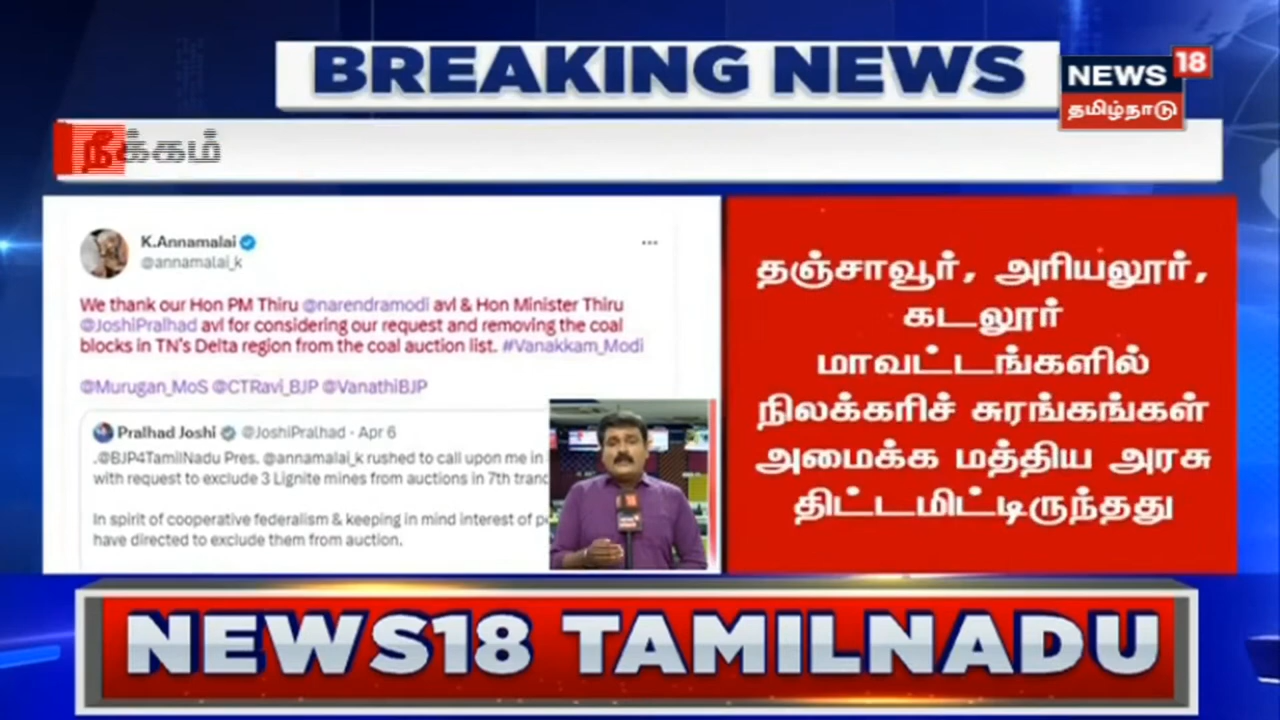 BREAKING NEWS
NEWS 18
தமிழ்நாடு
நீக்கம்
K.Annamalai
@annamalai_k
We thank our Hon PM Thiru @narendramodi avl & Hon Minister Thiru
@JoshiPralhad avl for considering our request and removing the coal
blocks in TN's Delta region from the coal auction list. #Vanakkam_Modi
@Murugan_MoS @CTRavi_BJP @VanathiBJP
Pralhad Joshi @JoshiPralhad · Apr 6
.@BJP4TamilNadu Pres. @annamalai_k rushed to call upon me in
with request to exclude 3 Lignite mines from auctions in 7th
In spirit of cooperative federalism & keeping in mind interest of
have directed to exclude them from auction.
தஞ்சாவூர், அரியலூர்,
கடலூர்
மாவட்டங்களில்
நிலக்கரிச் சுரங்கங்கள்
அமைக்க மத்திய அரசு
திட்டமிட்டிருந்தது
NEWS18 TAMILNADU